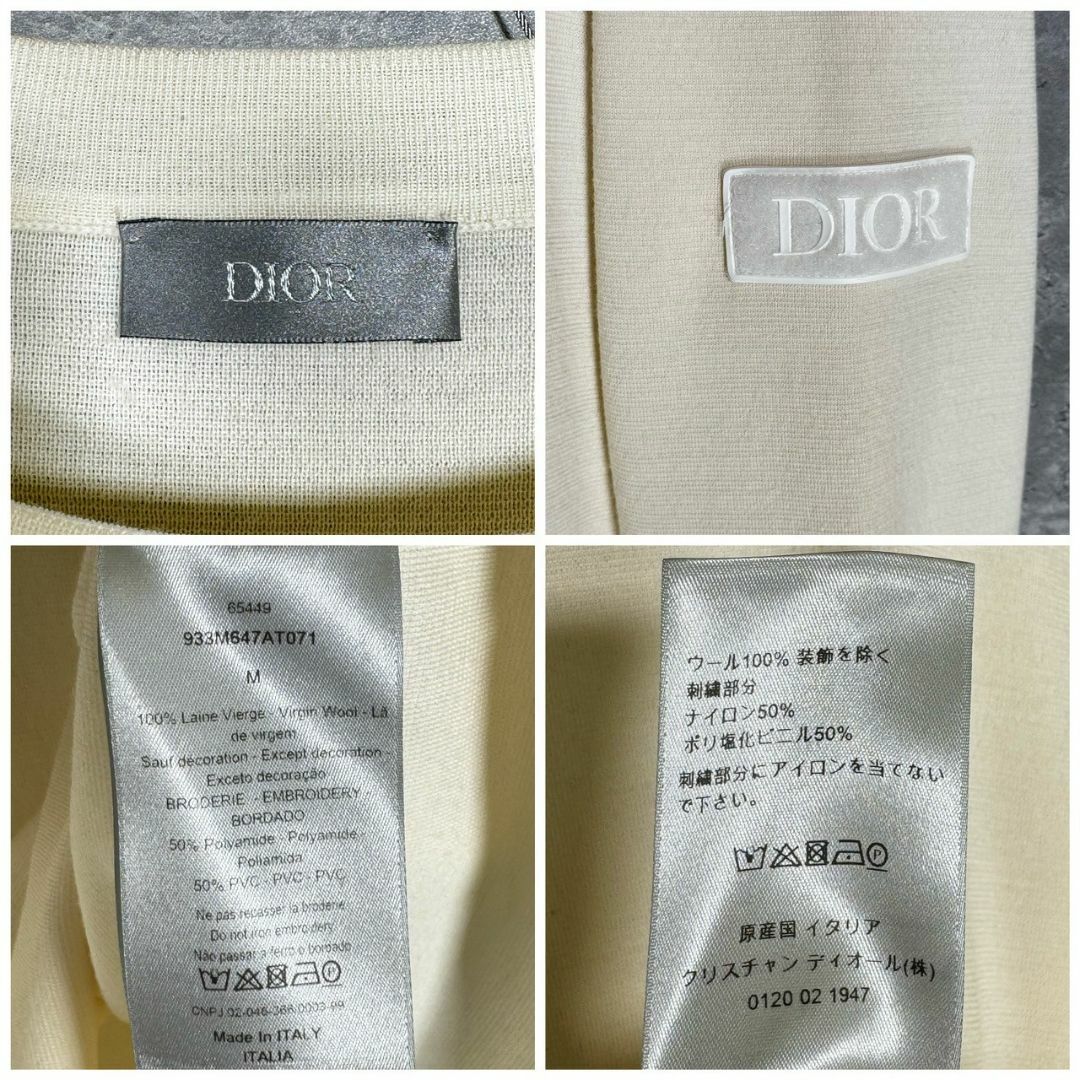 DIOR
DIOR
65449
933M647AT071
M
100% Laine Vierge - Virgin Wool - Lã
de virgem
Sauf décoration - Except decoration -
Exceto decoração
BRODERIE - EMBROIDERY -
BORDADO
50% Polyamide - Polyamide -
Poliamida
50% PVC - PVC - PVC
Ne pas repasser la broderie
Do not iron embroidery
Não passar a ferro o bordado
P
CNPJ 02-046-366.0003-99
Made In ITALY
ITALIA
ウール100% 装飾を除く
刺繍部分
ナイロン50%
ポリ塩化ビニル50%
刺繍部分にアイロンを当てない
で下さい。
P
原産国 イタリア
クリスチャン ディオール(株)
0120 02 1947